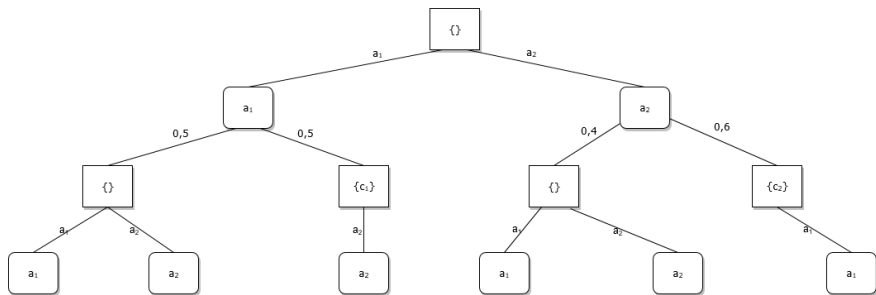 {}
a₁ a₂
a₁ a₂
0,5 0,5 0,4 0,6
{} {c₁} {} {c₂}
a₁ a₂ a₂ a₁ a₂ a₁
a₁ a₂ a₂ a₁ a₂ a₁